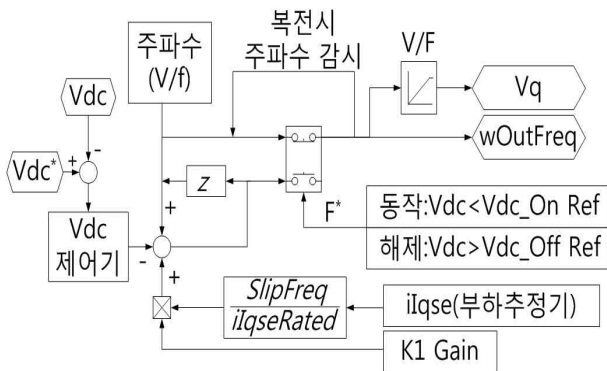 복전시
주파수 감시
주파수
(V/f)
V/F
Vdc
Vq
wOutFreq
-
Vdc*
+
z
+
F*
동작:Vdc<Vdc_On Ref
해제:Vdc>Vdc_Off Ref
Vdc
제어기
-
+
SlipFreq
iIqseRated
iIqse(부하추정기)
K1 Gain